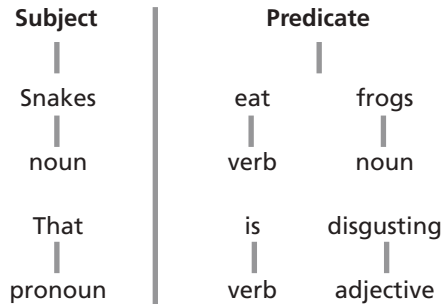 Subject Predicate
Snakes eat frogs
noun verb noun
That is disgusting
pronoun verb adjective